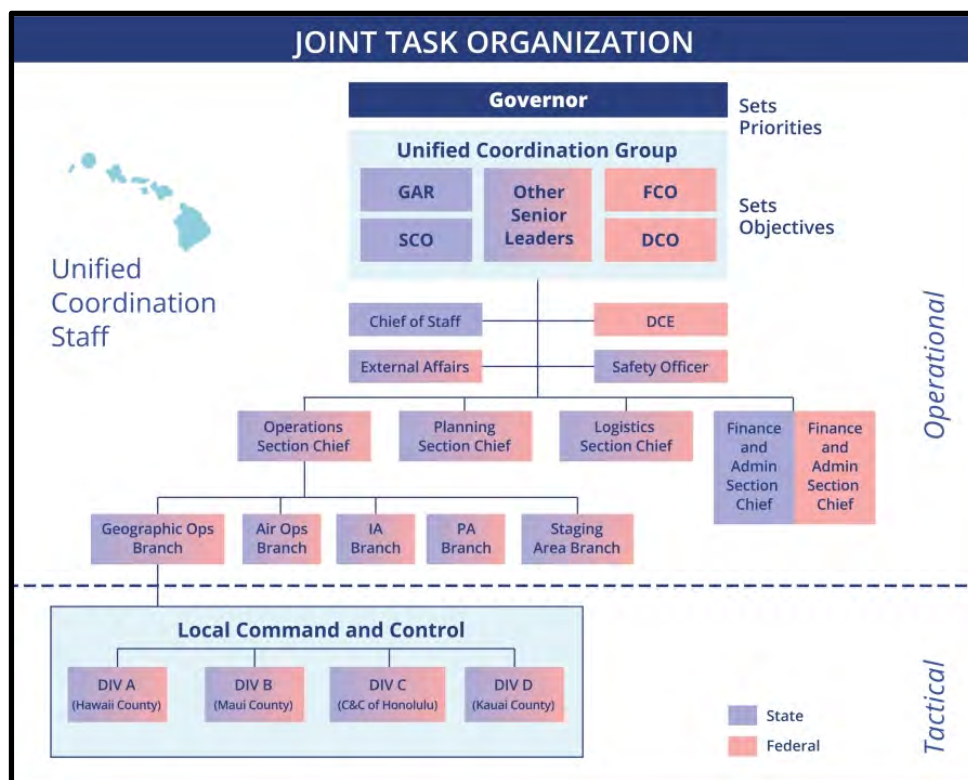 JOINT TASK ORGANIZATION
Governor
Sets
Priorities
Unified Coordination Group
GAR
SCO
Other
Senior
Leaders
FCO
DCO
Sets
Objectives
Unified
Coordination
Staff
Chief of Staff
DCE
External Affairs
Safety Officer
Operational
Operations
Section Chief
Planning
Section Chief
Logistics
Section Chief
Finance
and
Admin
Section
Chief
Finance
and
Admin
Section
Chief
Geographic Ops
Branch
Air Ops
Branch
IA
Branch
PA
Branch
Staging
Area Branch
Local Command and Control
DIV A
(Hawaii County)
DIV B
(Maui County)
DIV C
(C&C of Honolulu)
DIV D
(Kauai County)
Tactical
State
Federal